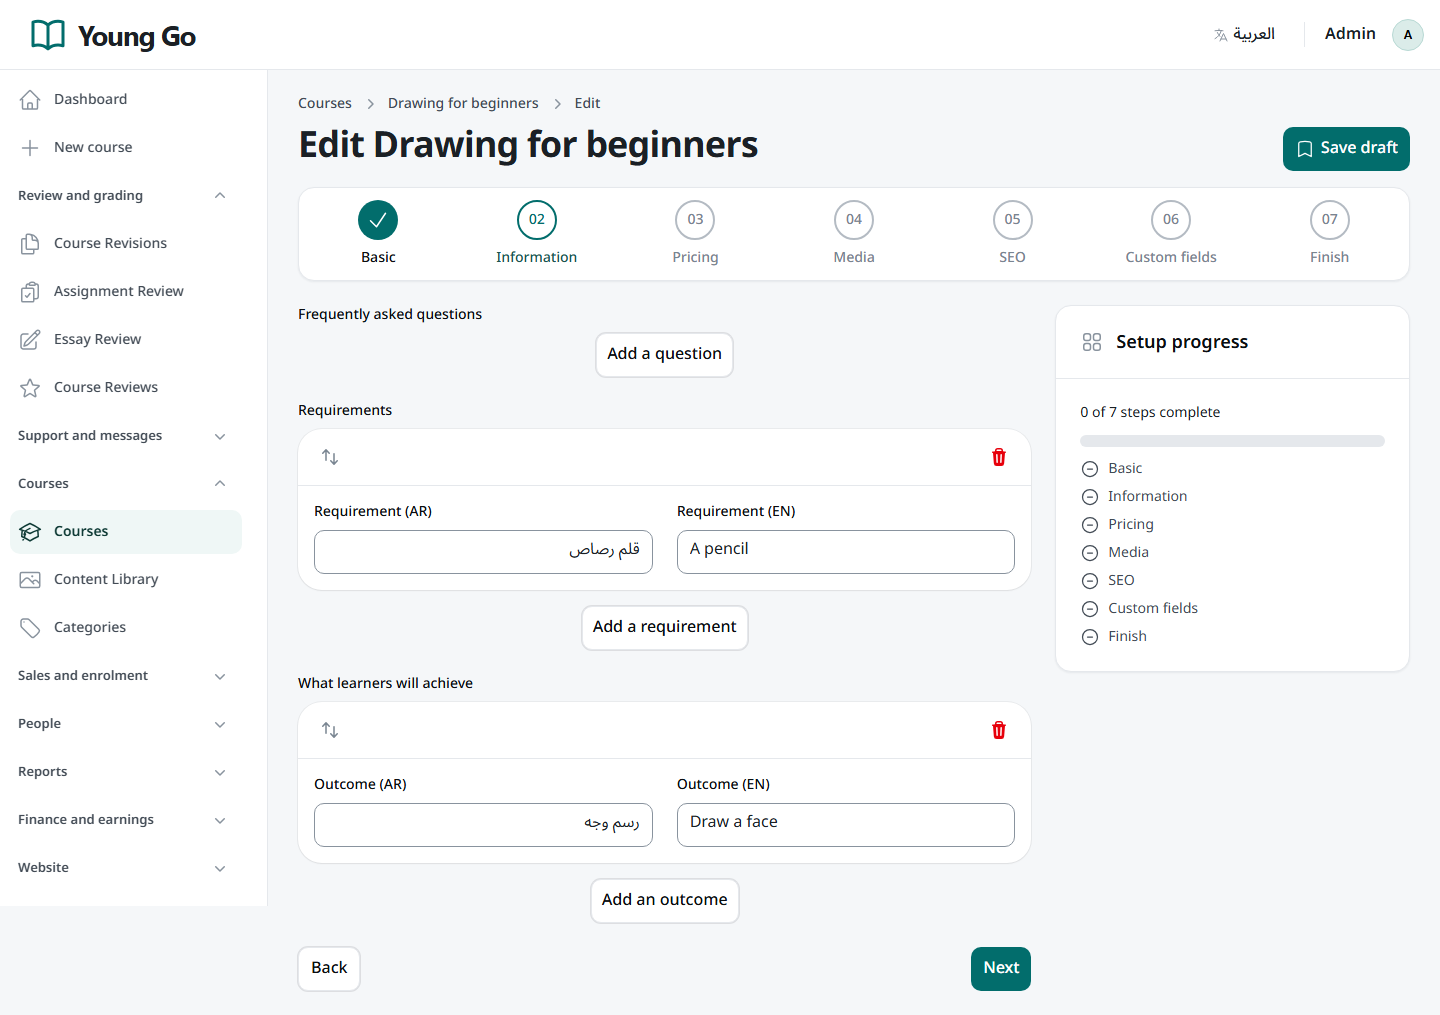 Young Go
العربية
Admin
A
Dashboard
New course
Review and grading
Course Revisions
Assignment Review
Essay Review
Course Reviews
Support and messages
Courses
Courses
Content Library
Categories
Sales and enrolment
People
Reports
Finance and earnings
Website
Courses > Drawing for beginners > Edit
Edit Drawing for beginners
Save draft
Basic
02
Information
03
Pricing
04
Media
05
SEO
06
Custom fields
07
Finish
Frequently asked questions
Add a question
Requirements
Requirement (AR)
قلم رصاص
Requirement (EN)
A pencil
Add a requirement
What learners will achieve
Outcome (AR)
رسم وجه
Outcome (EN)
Draw a face
Add an outcome
Back
Next
Setup progress
0 of 7 steps complete
Basic
Information
Pricing
Media
SEO
Custom fields
Finish